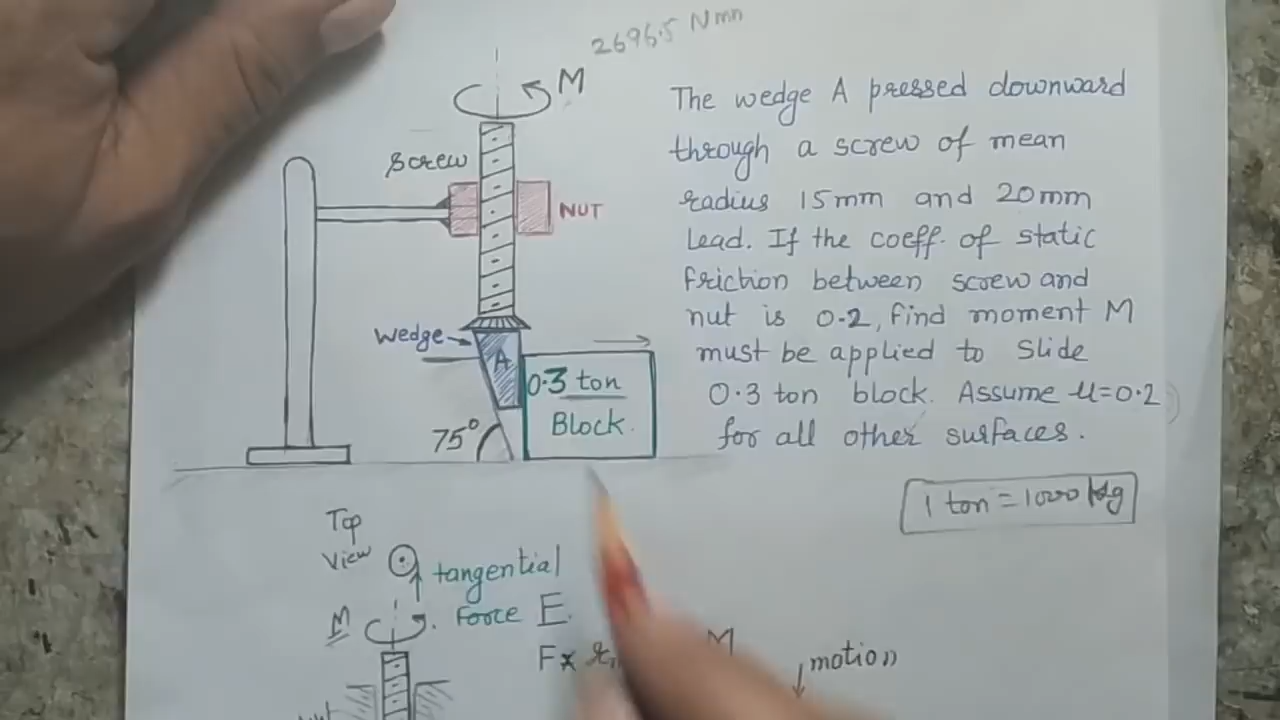 2696.5 Nmm
M
The wedge A pressed downward
through a screw of mean
radius 15mm and 20mm
Lead. If the coeff. of static
friction between screw and
nut is 0.2, find moment M
must be applied to slide
0.3 ton block. Assume μ=0.2
for all other surfaces.
1 ton = 1000 kg
Screw
NUT
Wedge
A
0.3 ton
Block.
75°
Top
View
tangential
Force F.
M
F×
M
motion